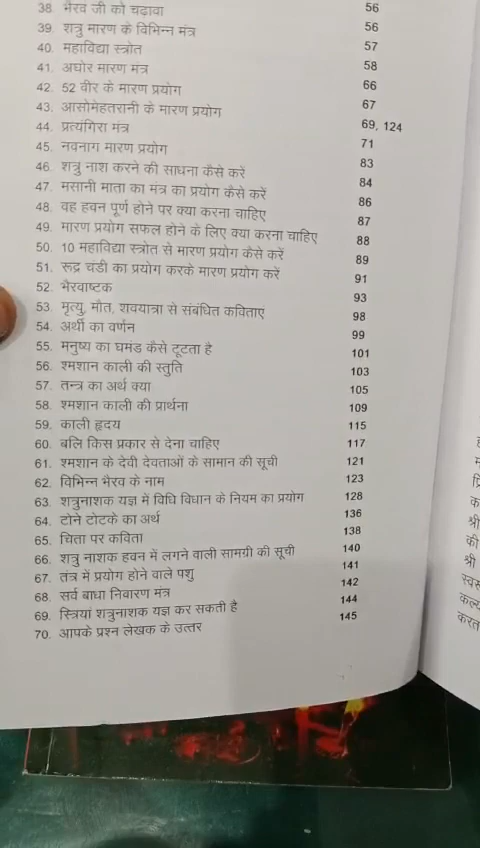 38. भैरव जी को चढ़ावा 56
39. शत्रु मारण के विभिन्न मंत्र 56
40. महाविद्या स्त्रोत 57
41. अघोर मारण मंत्र 58
42. 52 वीर के मारण प्रयोग 66
43. आसोमेहतरानी के मारण प्रयोग 67
44. प्रत्यंगिरा मंत्र 69, 124
45. नवनाग मारण प्रयोग 71
46. शत्रु नाश करने की साधना कैसे करें 83
47. मसानी माता का मंत्र का प्रयोग कैसे करें 84
48. वह हवन पूर्ण होने पर क्या करना चाहिए 86
49. मारण प्रयोग सफल होने के लिए क्या करना चाहिए 87
50. 10 महाविद्या स्त्रोत से मारण प्रयोग कैसे करें 88
51. रूद्र चंडी का प्रयोग करके मारण प्रयोग करें 89
52. भैरवाष्टक 91
53. मृत्यु, मौत, शवयात्रा से संबंधित कविताए 93
54. अर्थी का वर्णन 98
55. मनुष्य का घमंड कैसे टूटता है 99
56. श्मशान काली की स्तुति 101
57. तन्त्र का अर्थ क्या 103
58. श्मशान काली की प्रार्थना 105
59. काली हृदय 109
60. बलि किस प्रकार से देना चाहिए 115
61. श्मशान के देवी देवताओं के सामान की सूची 117
62. विभिन्न भैरव के नाम 121
63. शत्रुनाशक यज्ञ में विधि विधान के नियम का प्रयोग 123
64. टोने टोटके का अर्थ 128
65. चिता पर कविता 136
66. शत्रु नाशक हवन में लगने वाली सामग्री की सूची 138
67. तंत्र में प्रयोग होने वाले पशु 140
68. सर्व बाधा निवारण मंत्र 141
69. स्त्रियां शत्रुनाशक यज्ञ कर सकती है 142
70. आपके प्रश्न लेखक के उत्तर 144
145
श्री
की
श्री
स्वस
कल्य
करत